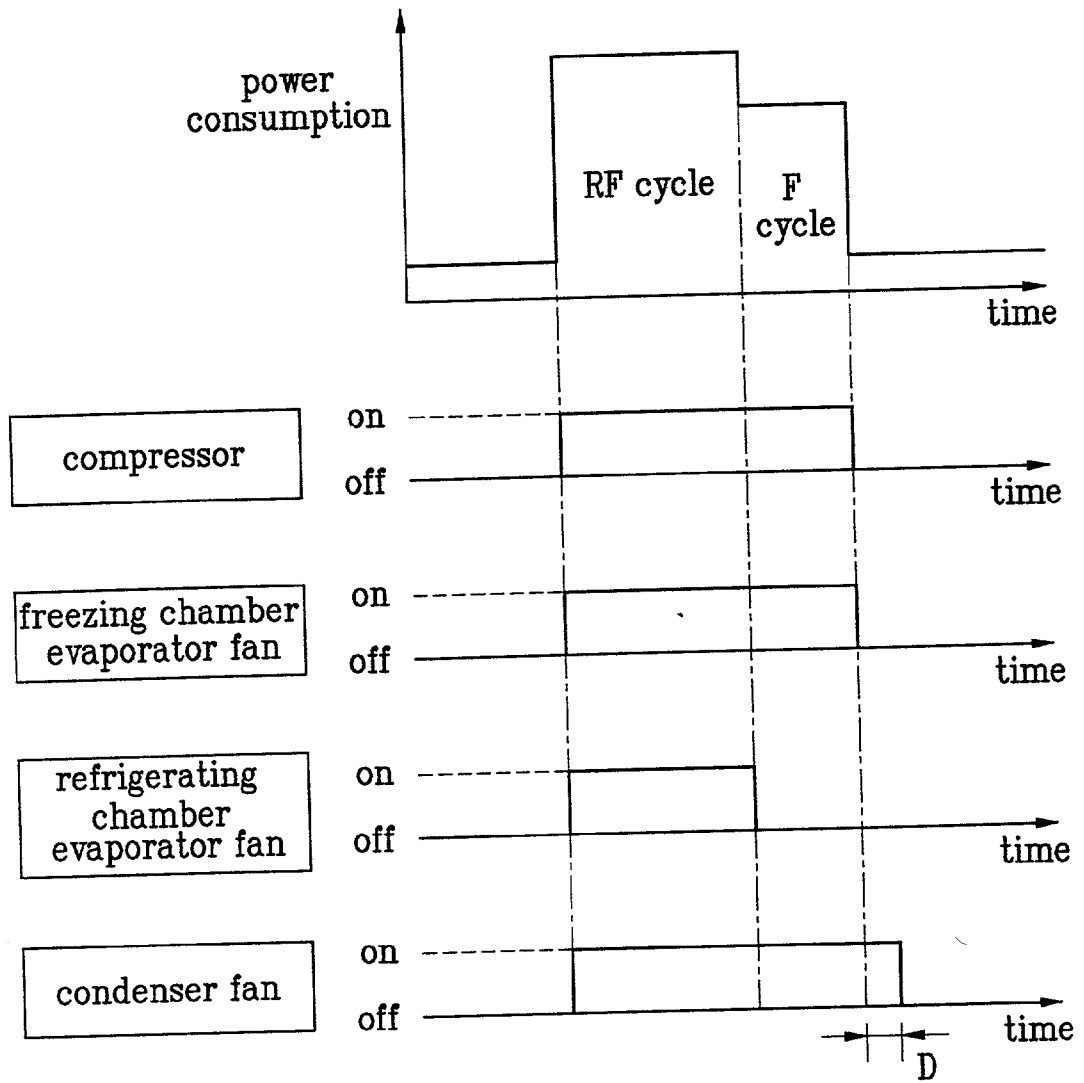 power
consumption
RF cycle
F
cycle
time
compressor
on
off
time
freezing chamber
evaporator fan
on
off
time
refrigerating
chamber
evaporator fan
on
off
time
condenser fan
on
off
time
D